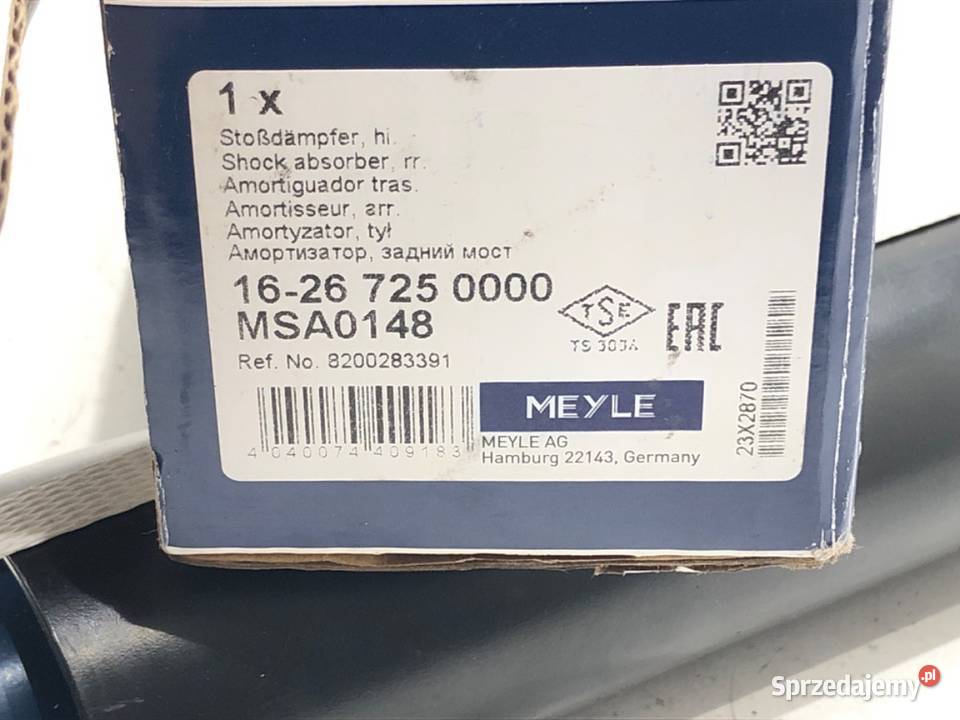 1 x
Stoßdämpfer, hi.
Shock absorber, rr.
Amortiguador tras.
Amortisseur, arr.
Amortyzator, tył
Амортизатор, задний мост
16-26 725 0000
MSA0148
Ref. No. 8200283391
TSE
TS 303A
EAC
4 040074 409183
MEYLE
MEYLE AG
Hamburg 22143, Germany
23X2870
Sprzedajemy.pl